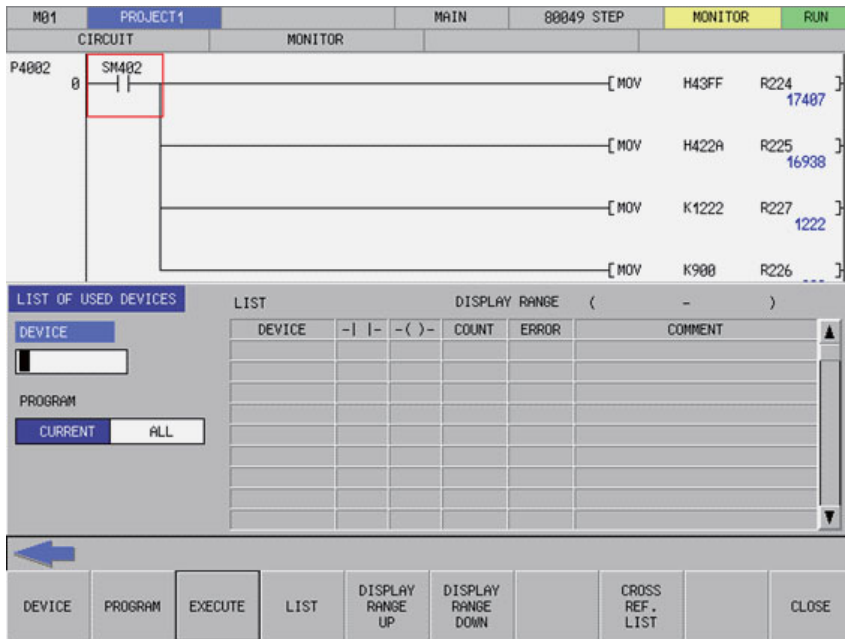 M01 PROJECT1 MAIN 80049 STEP MONITOR RUN
CIRCUIT MONITOR
P4002 SM402
0 MOV H43FF R224
17407
MOV H422A R225
16938
MOV K1222 R227
1222
MOV K900 R226
LIST OF USED DEVICES LIST DISPLAY RANGE ( - )
DEVICE DEVICE -| |- -( )- COUNT ERROR COMMENT
PROGRAM
CURRENT ALL
DEVICE PROGRAM EXECUTE LIST DISPLAY RANGE UP DISPLAY RANGE DOWN CROSS REF. LIST CLOSE